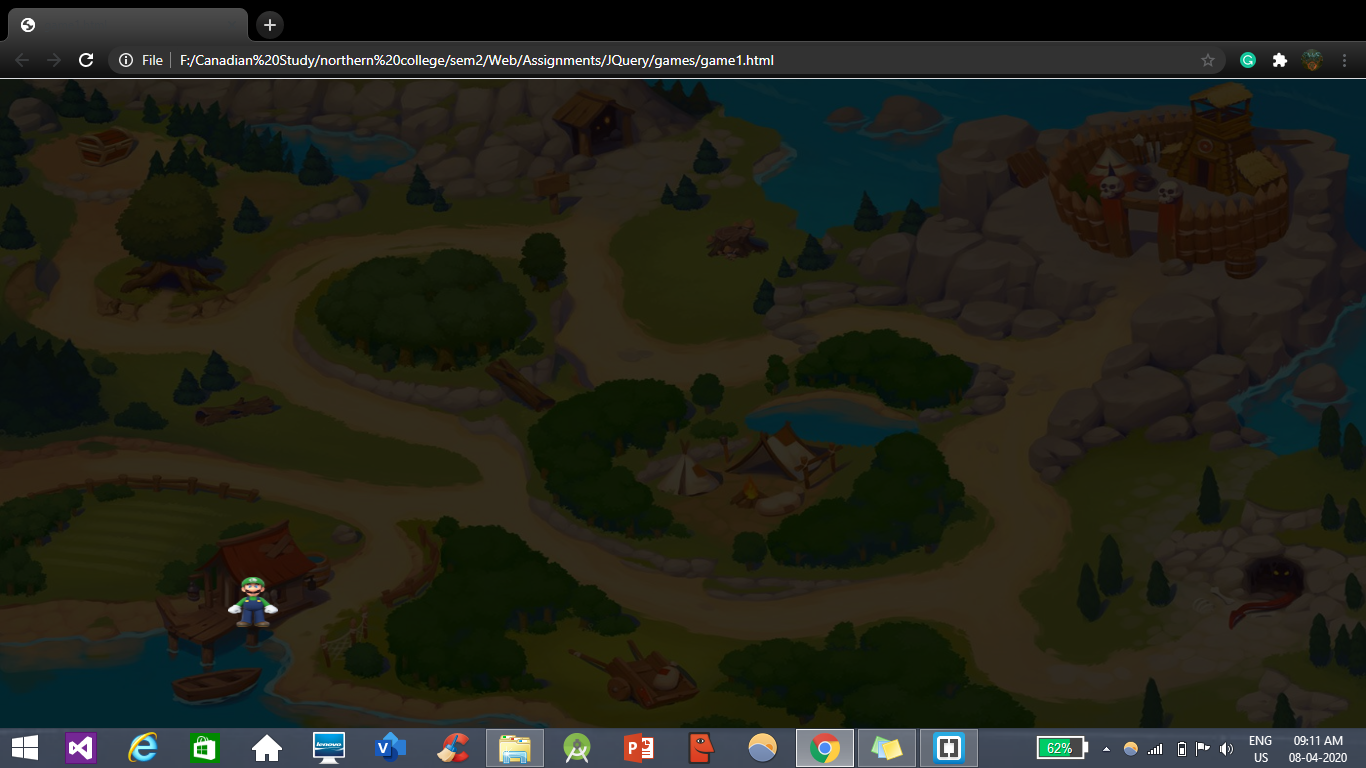 File F:/Canadian%20Study/northern%20college/sem2/Web/Assignments/JQuery/games/game1.html
lenovo
62%
ENG
US
09:11 AM
08-04-2020